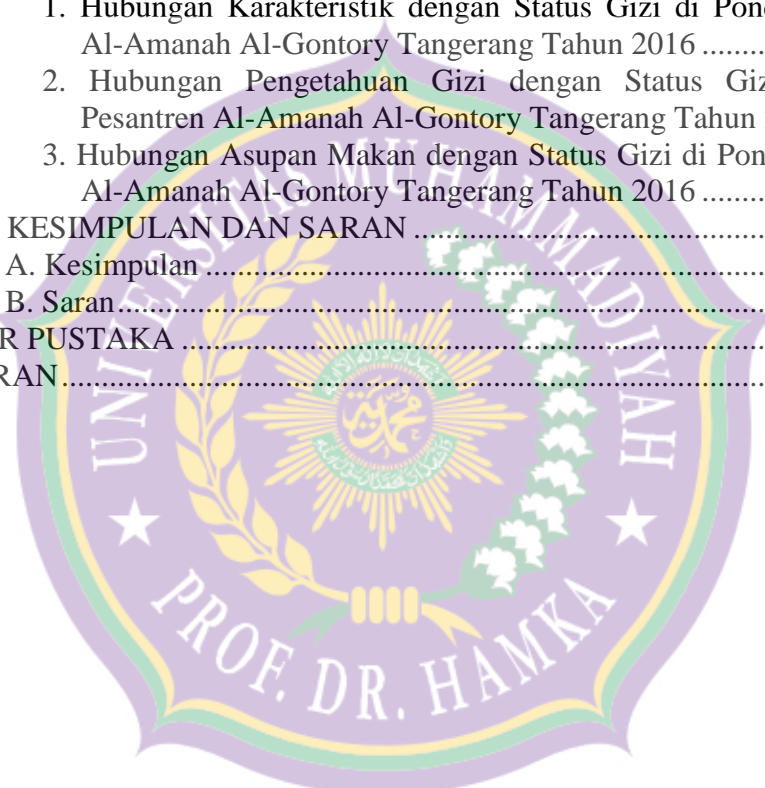 1. Hubungan Karakteristik dengan Status Gizi di Pon
Al-Amanah Al-Gontory Tangerang Tahun 2016 ........
2. Hubungan Pengetahuan Gizi dengan Status Giz
Pesantren Al-Amanah Al-Gontory Tangerang Tahun
3. Hubungan Asupan Makan dengan Status Gizi di Pon
Al-Amanah Al-Gontory Tangerang Tahun 2016 ........
KESIMPULAN DAN SARAN ................................................
A. Kesimpulan ................................................................
B. Saran................................................................
R PUSTAKA ................................................................
RAN................................................................
UNIVERSITAS MUHAMMADIYAH
محمدية
PROF. DR. HAMKA